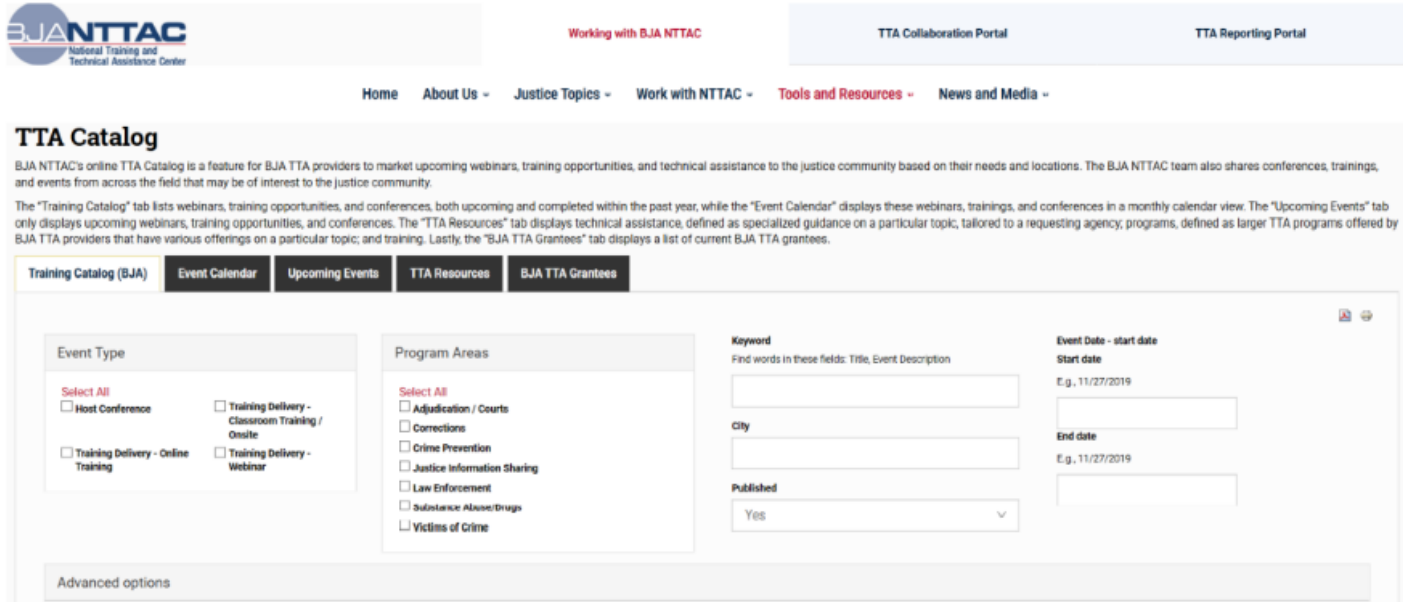 BJANTTAC
National Training and
Technical Assistance Center
Working with BJA NTTAC
TTA Collaboration Portal
TTA Reporting Portal
Home
About Us
Justice Topics
Work with NTTAC
Tools and Resources
News and Media
TTA Catalog
BJA NTTAC's online TTA Catalog is a feature for BJA TTA providers to market upcoming webinars, training opportunities, and technical assistance to the justice community based on their needs and locations. The BJA NTTAC team also shares conferences, trainings,
and events from across the field that may be of interest to the justice community.
The "Training Catalog" tab lists webinars, training opportunities, and conferences, both upcoming and completed within the past year, while the "Event Calendar" displays these webinars, trainings, and conferences in a monthly calendar view. The "Upcoming Events" tab
only displays upcoming webinars, training opportunities, and conferences. The "TTA Resources" tab displays technical assistance, defined as specialized guidance on a particular topic, tailored to a requesting agency; programs, defined as larger TTA programs offered by
BJA TTA providers that have various offerings on a particular topic; and training. Lastly, the "BJA TTA Grantees" tab displays a list of current BJA TTA grantees.
Training Catalog (BJA)
Event Calendar
Upcoming Events
TTA Resources
BJA TTA Grantees
Event Type
Select All
Host Conference
Training Delivery -
Classroom Training /
Onsite
Training Delivery - Online
Training
Training Delivery -
Webinar
Program Areas
Select All
Adjudication / Courts
Corrections
Crime Prevention
Justice Information Sharing
Law Enforcement
Substance Abuse/Drugs
Victims of Crime
Keyword
Find words in these fields: Title, Event Description
City
Published
Yes
Event Date - start date
Start date
E.g., 11/27/2019
End date
E.g., 11/27/2019
Advanced options